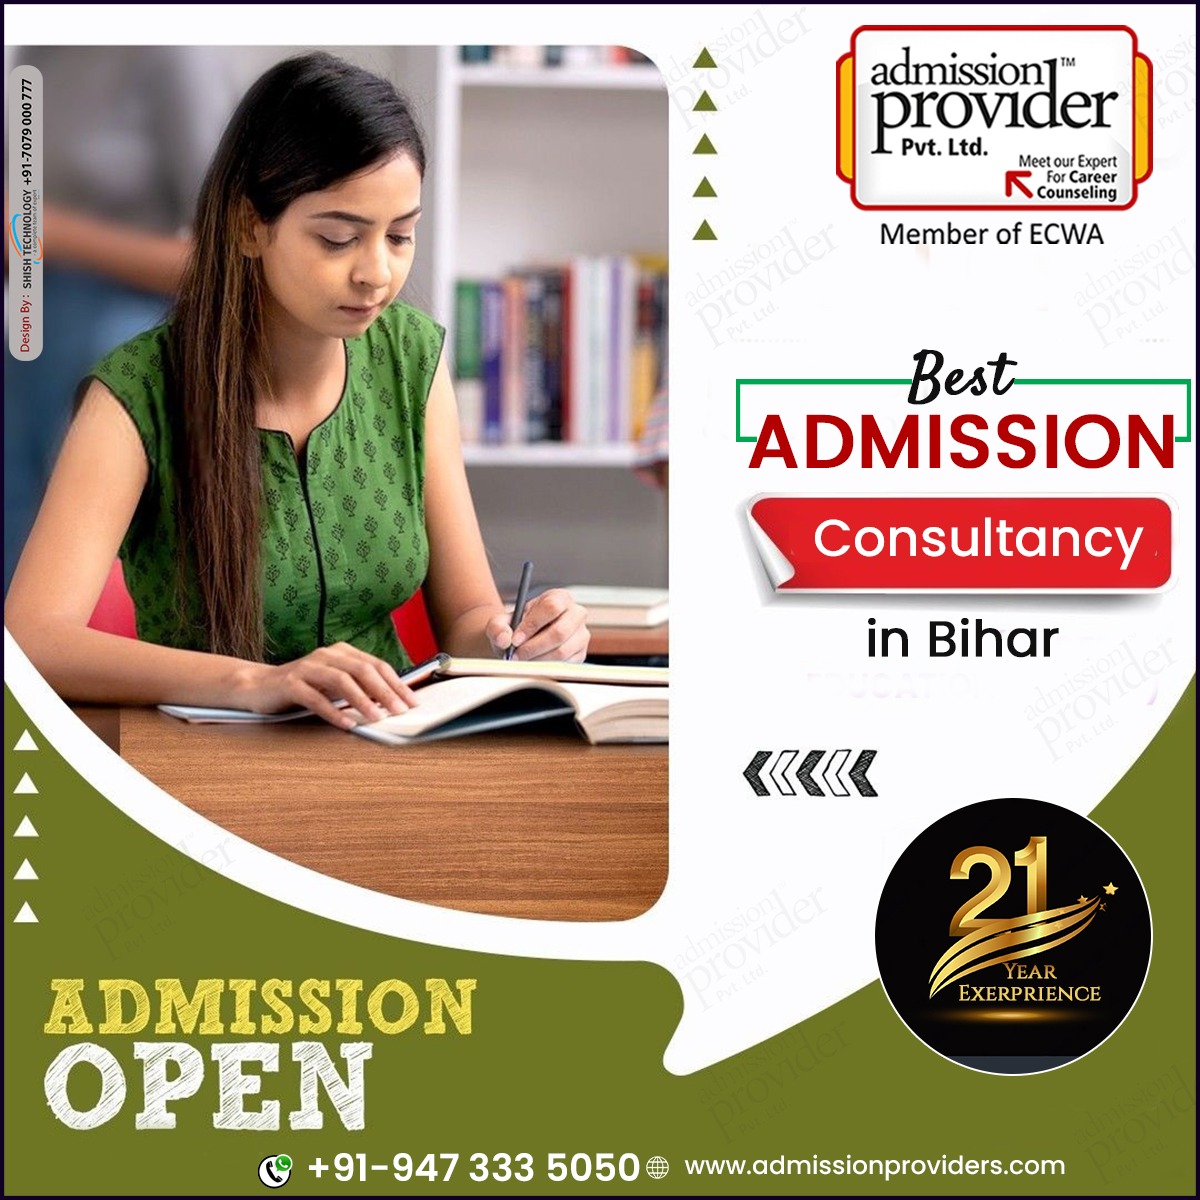 admission
provider™
Pvt. Ltd.
Meet our Expert
For Career
Counseling
Member of ECWA
Design By : SHISH TECHNOLOGY +91-7079 000 777
Best
ADMISSION
Consultancy
in Bihar
21
YEAR
EXERPRIENCE
ADMISSION
OPEN
+91-947 333 5050
www.admissionproviders.com